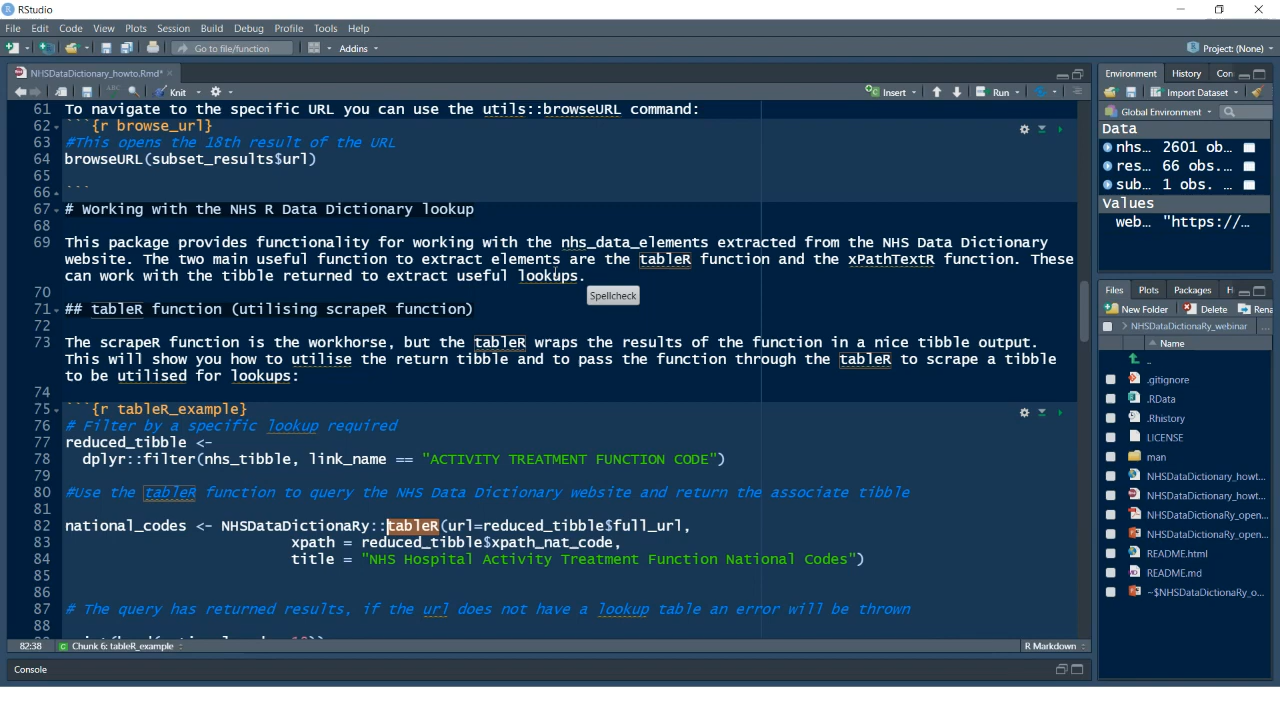 RStudio
File Edit Code View Plots Session Build Debug Profile Tools Help
Go to file/function Addins Project: (None)
NHSDataDictionary_howto.Rmd*
Knit Insert Run
61 To navigate to the specific URL you can use the utils::browseURL command:
62 ```{r browse_url}
63 #This opens the 18th result of the URL
64 browseURL(subset_results$url)
65
66 ```
67 # Working with the NHS R Data Dictionary lookup
68
69 This package provides functionality for working with the nhs_data_elements extracted from the NHS Data Dictionary
website. The two main useful function to extract elements are the tableR function and the xPathTextR function. These
can work with the tibble returned to extract useful lookups.
Spellcheck
70
71 ## tableR function (utilising scrapeR function)
72
73 The scrapeR function is the workhorse, but the tableR wraps the results of the function in a nice tibble output.
This will show you how to utilise the return tibble and to pass the function through the tableR to scrape a tibble
to be utilised for lookups:
74
75 ```{r tableR_example}
76 # Filter by a specific lookup required
77 reduced_tibble <-
78 dplyr::filter(nhs_tibble, link_name == "ACTIVITY TREATMENT FUNCTION CODE")
79
80 #Use the tableR function to query the NHS Data Dictionary website and return the associate tibble
81
82 national_codes <- NHSDataDictionaRy::tableR(url=reduced_tibble$full_url,
83 xpath = reduced_tibble$xpath_nat_code,
84 title = "NHS Hospital Activity Treatment Function National Codes")
85
86
87 # The query has returned results, if the url does not have a lookup table an error will be thrown
88
82:38 Chunk 6: tableR_example R Markdown
Console
Environment History Con
Import Dataset
Global Environment
Data
nhs... 2601 ob...
res... 66 obs....
sub... 1 obs. ...
Values
web... "https://...
Files Plots Packages H
New Folder Delete Rena
NHSDataDictionaRy_webinar ...
Name
..
.gitignore
.RData
.Rhistory
LICENSE
man
NHSDataDictionary_howt...
NHSDataDictionary_howt...
NHSDataDictionaRy_open...
NHSDataDictionaRy_open...
README.html
README.md
~$NHSDataDictionaRy_o...